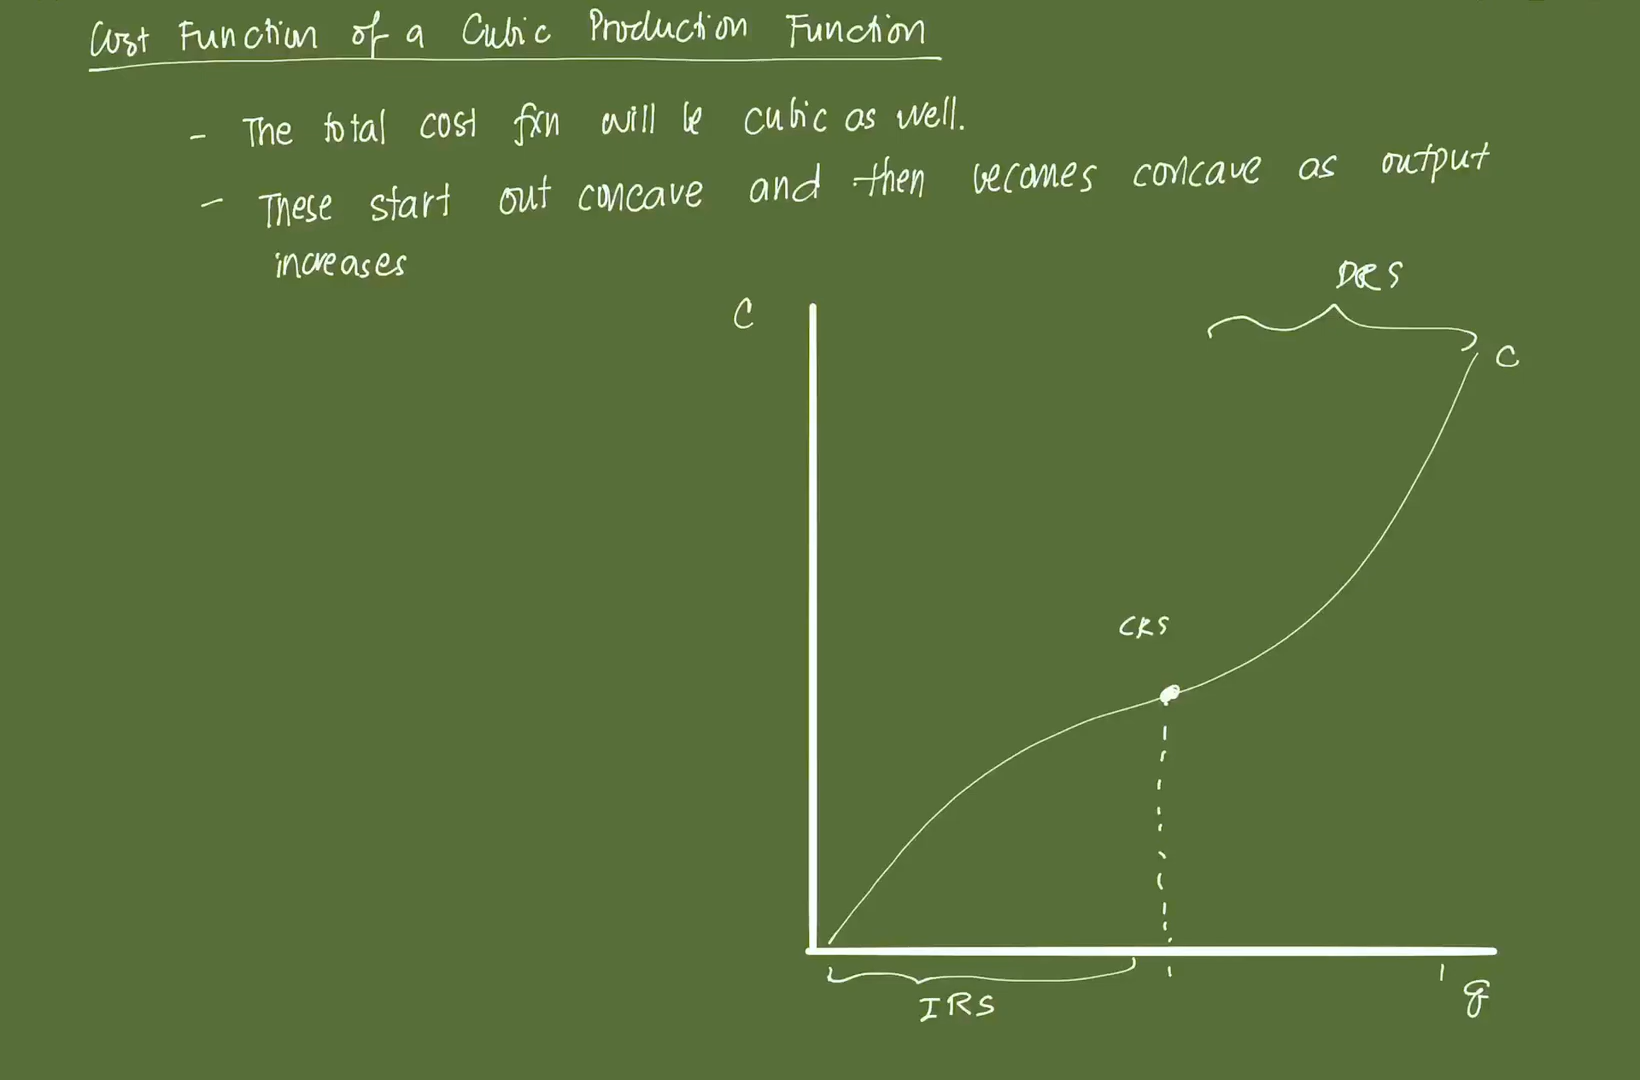 Cost Function of a Cubic Production Function
- The total cost fxn will be cubic as well.
- These start out concave and then becomes concave as output
increases
DRS
C
C
CRS
IRS
q